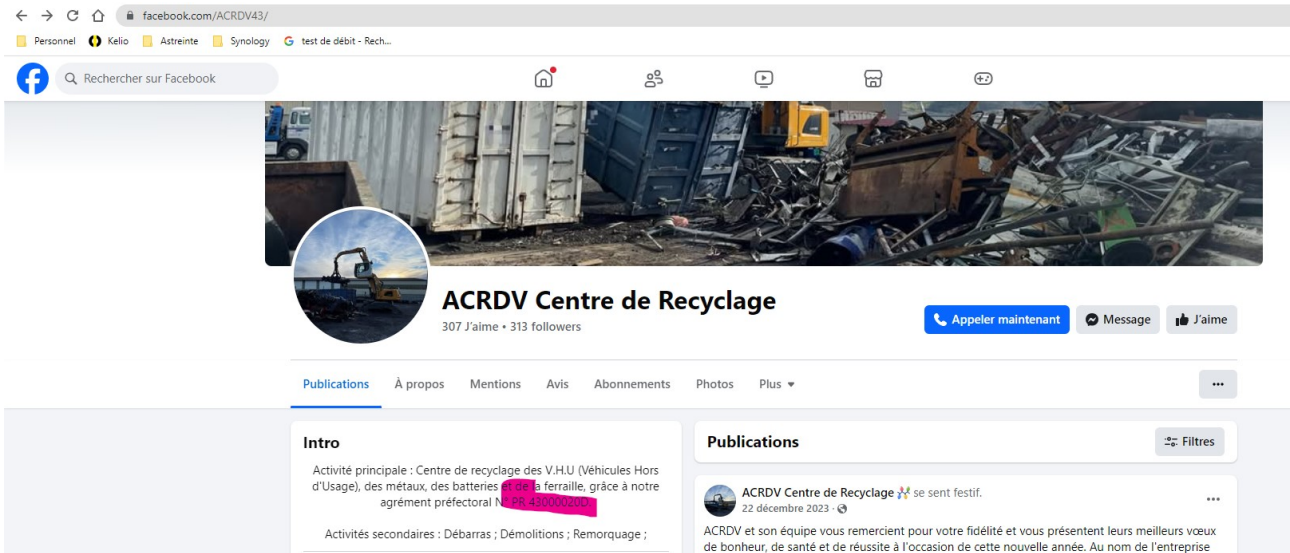 facebook.com/ACRDV43/
Personnel Kelio Astreinte Synology test de débit - Rech...
Rechercher sur Facebook
ACRDV Centre de Recyclage
307 J'aime • 313 followers
Appeler maintenant Message J'aime
Publications À propos Mentions Avis Abonnements Photos Plus
Intro
Activité principale : Centre de recyclage des V.H.U (Véhicules Hors
d'Usage), des métaux, des batteries et de la ferraille, grâce à notre
agrément préfectoral N° PR 43000020D.
Activités secondaires : Débarras ; Démolitions ; Remorquage ;
Publications
Filtres
ACRDV Centre de Recyclage se sent festif.
22 décembre 2023
ACRDV et son équipe vous remercient pour votre fidélité et vous présentent leurs meilleurs vœux
de bonheur, de santé et de réussite à l'occasion de cette nouvelle année. Au nom de l'entreprise